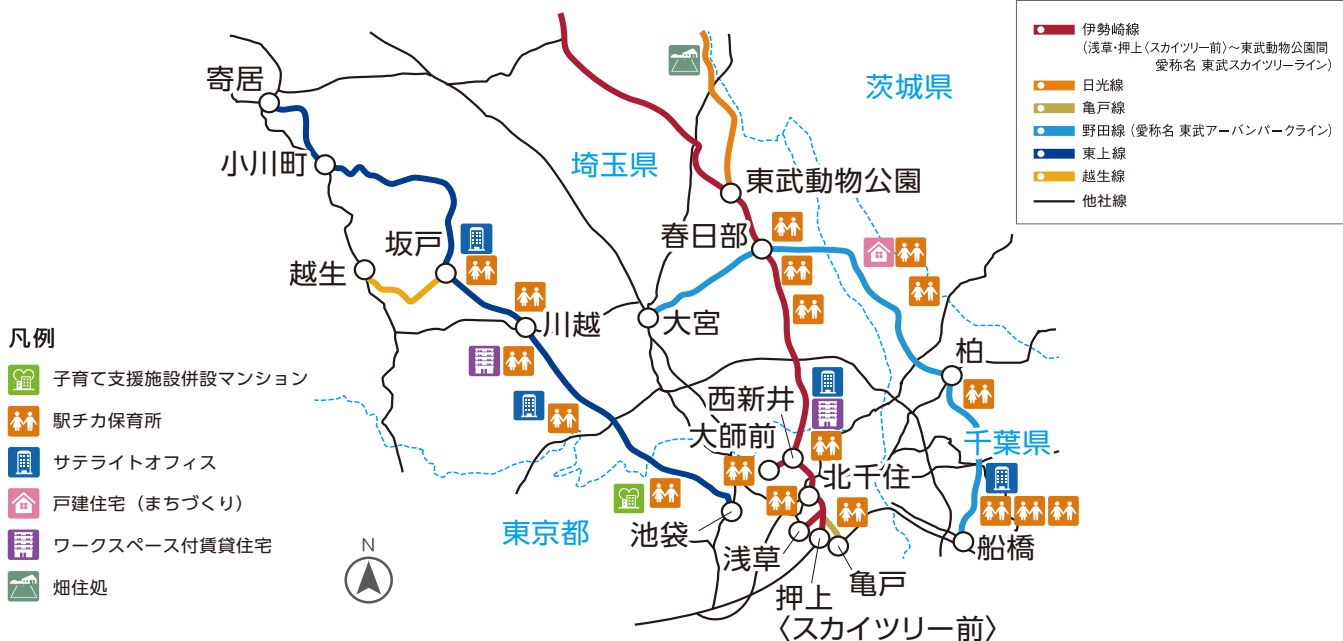 伊勢崎線
(浅草・押上〈スカイツリー前〉～東武動物公園間
愛称名 東武スカイツリーライン)
日光線
亀戸線
野田線 (愛称名 東武アーバンパークライン)
東上線
越生線
他社線
茨城県
寄居
埼玉県
小川町
東武動物公園
春日部
坂戸
越生
大宮
川越
柏
西新井
大師前
千葉県
北千住
東京都
池袋
浅草
船橋
亀戸
押上
〈スカイツリー前〉
凡例
子育て支援施設併設マンション
駅チカ保育所
サテライトオフィス
戸建住宅（まちづくり）
ワークスペース付賃貸住宅
畑住処
N